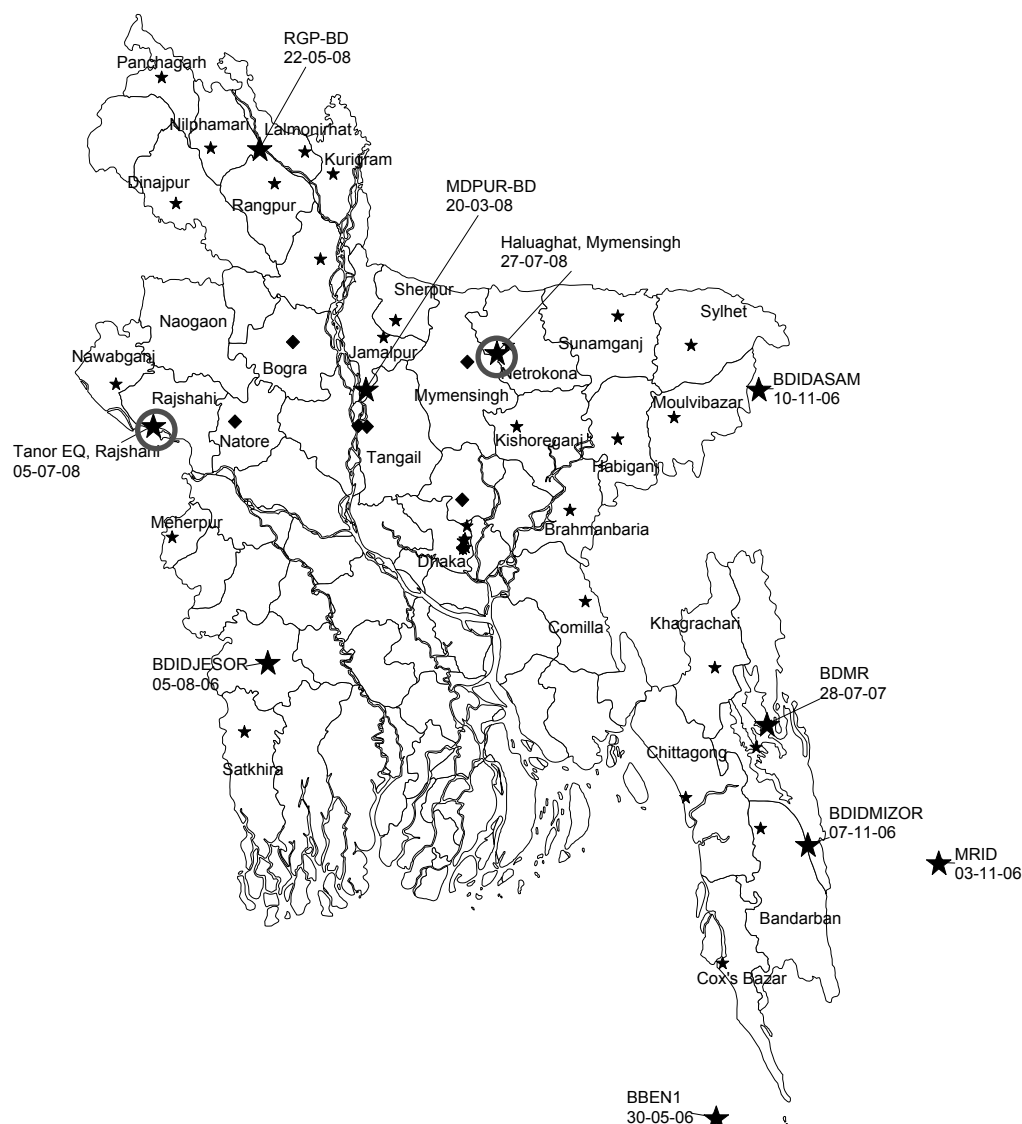 RGP-BD
22-05-08
Panchagarh
Nilphamari
Lalmonirhat
Kurigram
Dinajpur
Rangpur
MDPUR-BD
20-03-08
Haluaghat, Mymensingh
27-07-08
Sherpur
Naogaon
Sylhet
Sunamganj
Nawabganj
Jamalpur
Bogra
Netrokona
BDIDASAM
10-11-06
Mymensingh
Rajshahi
Moulvibazar
Natore
Kishoreganj
Tanor EQ, Rajshahi
05-07-08
Tangail
Habiganj
Meherpur
Brahmanbaria
Dhaka
Comilla
Khagrachari
BDIDJESOR
05-08-06
BDMR
28-07-07
Chittagong
Satkhira
BDIDMIZOR
07-11-06
MRID
03-11-06
Bandarban
Cox's Bazar
BBEN1
30-05-06